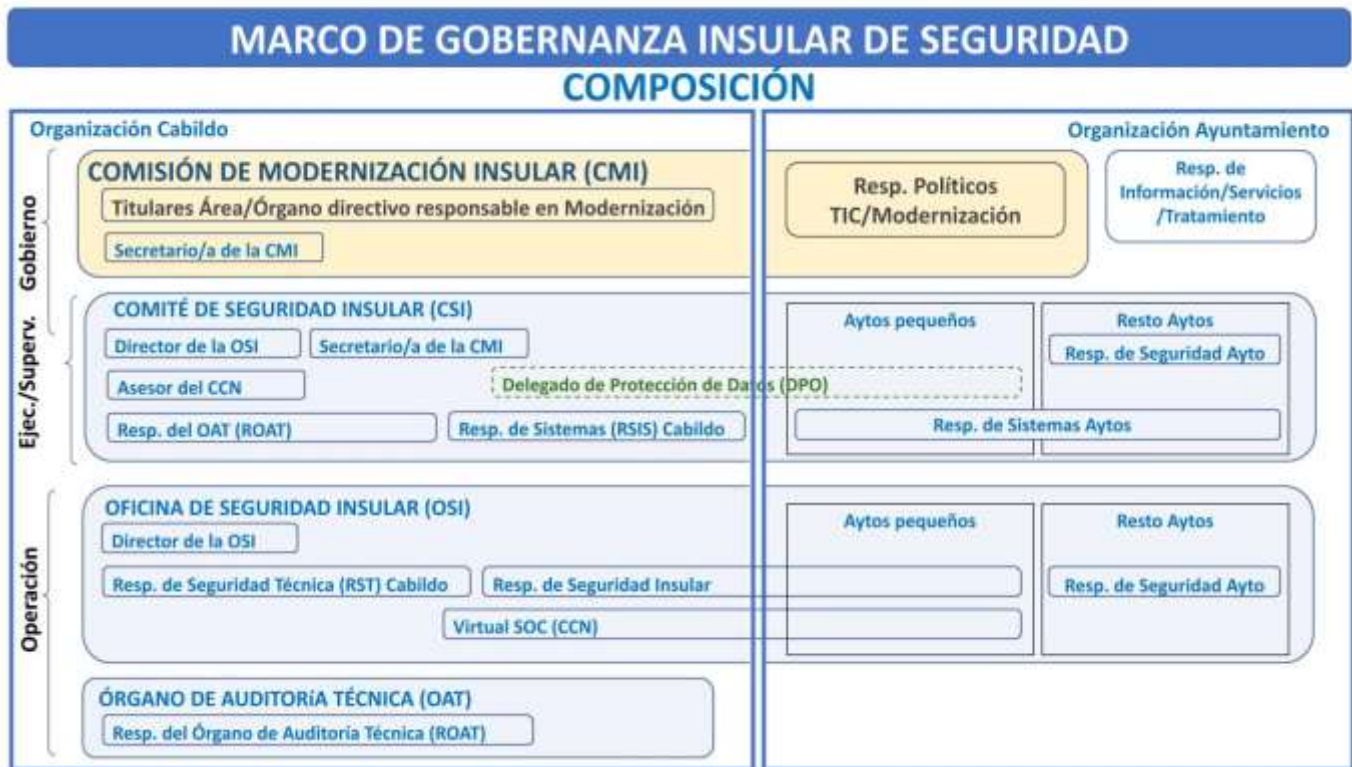 MARCO DE GOBERNANZA INSULAR DE SEGURIDAD
COMPOSICIÓN
Organización Cabildo
Organización Ayuntamiento
Gobierno
COMISIÓN DE MODERNIZACIÓN INSULAR (CMI)
Titulares Área/Órgano directivo responsable en Modernización
Secretario/a de la CMI
Resp. Políticos
TIC/Modernización
Resp. de
Información/Servicios
/Tratamiento
Ejec./Superv.
COMITÉ DE SEGURIDAD INSULAR (CSI)
Director de la OSI
Secretario/a de la CMI
Asesor del CCN
Delegado de Protección de Datos (DPO)
Resp. del OAT (ROAT)
Resp. de Sistemas (RSIS) Cabildo
Aytos pequeños
Resto Aytos
Resp. de Seguridad Ayto
Resp. de Sistemas Aytos
Operación
OFICINA DE SEGURIDAD INSULAR (OSI)
Director de la OSI
Resp. de Seguridad Técnica (RST) Cabildo
Resp. de Seguridad Insular
Virtual SOC (CCN)
Aytos pequeños
Resto Aytos
Resp. de Seguridad Ayto
ÓRGANO DE AUDITORíA TÉCNICA (OAT)
Resp. del Órgano de Auditoría Técnica (ROAT)